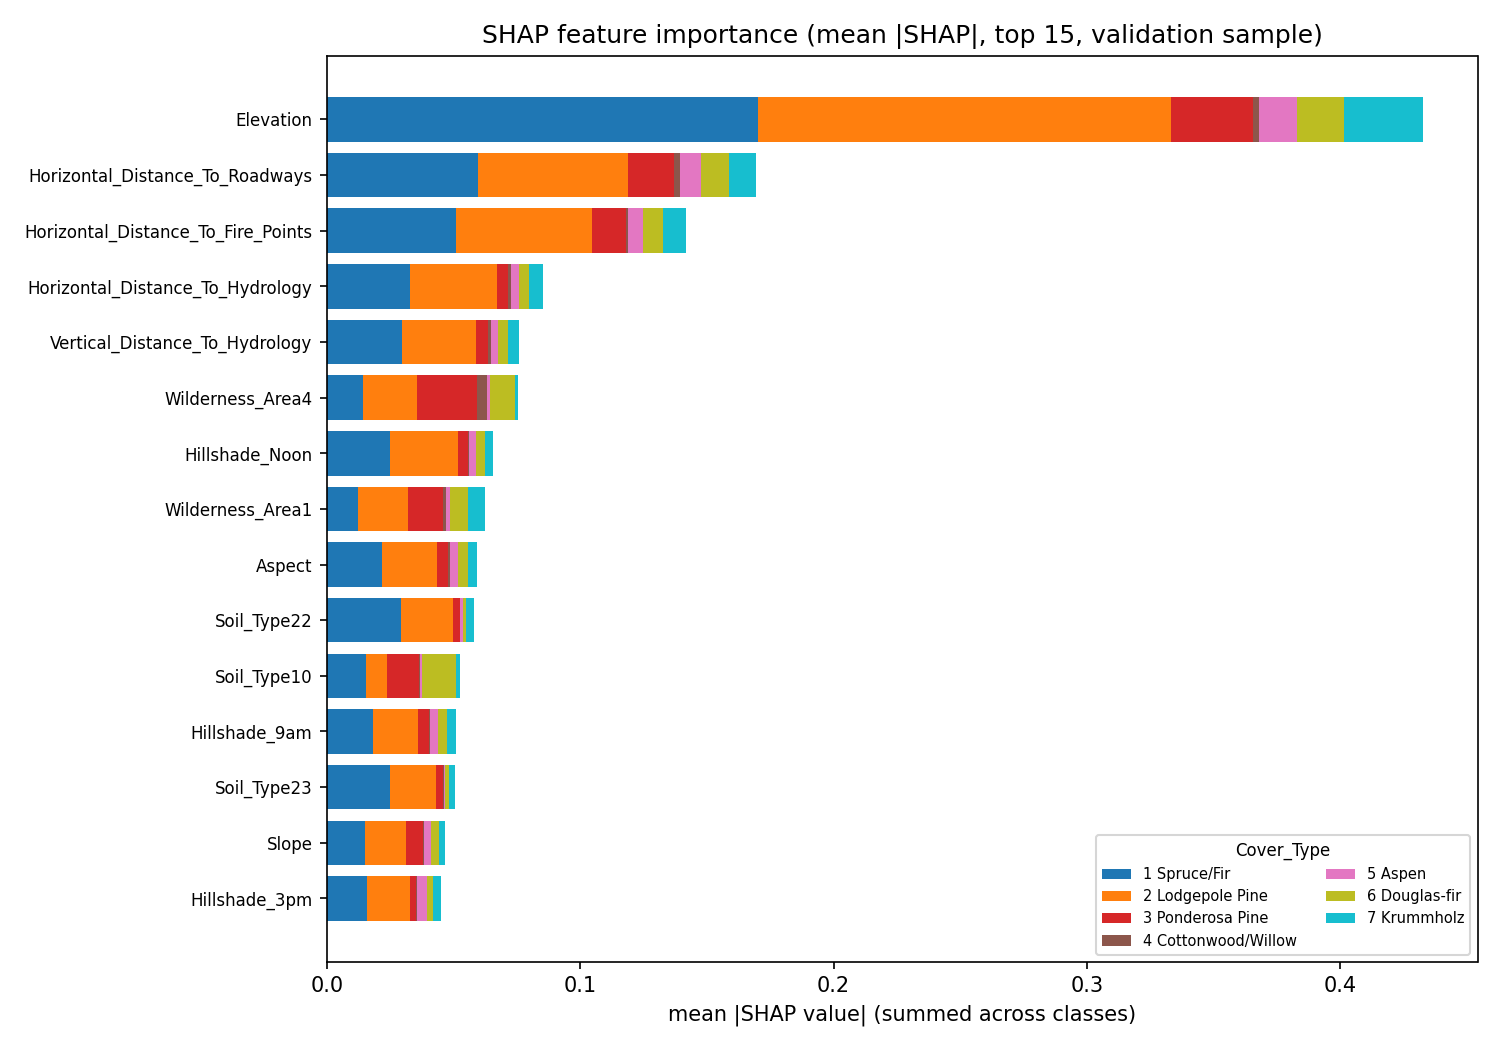 SHAP feature importance (mean |SHAP|, top 15, validation sample)
Elevation
Horizontal_Distance_To_Roadways
Horizontal_Distance_To_Fire_Points
Horizontal_Distance_To_Hydrology
Vertical_Distance_To_Hydrology
Wilderness_Area4
Hillshade_Noon
Wilderness_Area1
Aspect
Soil_Type22
Soil_Type10
Hillshade_9am
Soil_Type23
Slope
Hillshade_3pm
Cover_Type
1 Spruce/Fir
2 Lodgepole Pine
3 Ponderosa Pine
4 Cottonwood/Willow
5 Aspen
6 Douglas-fir
7 Krummholz
0.0 0.1 0.2 0.3 0.4
mean |SHAP value| (summed across classes)